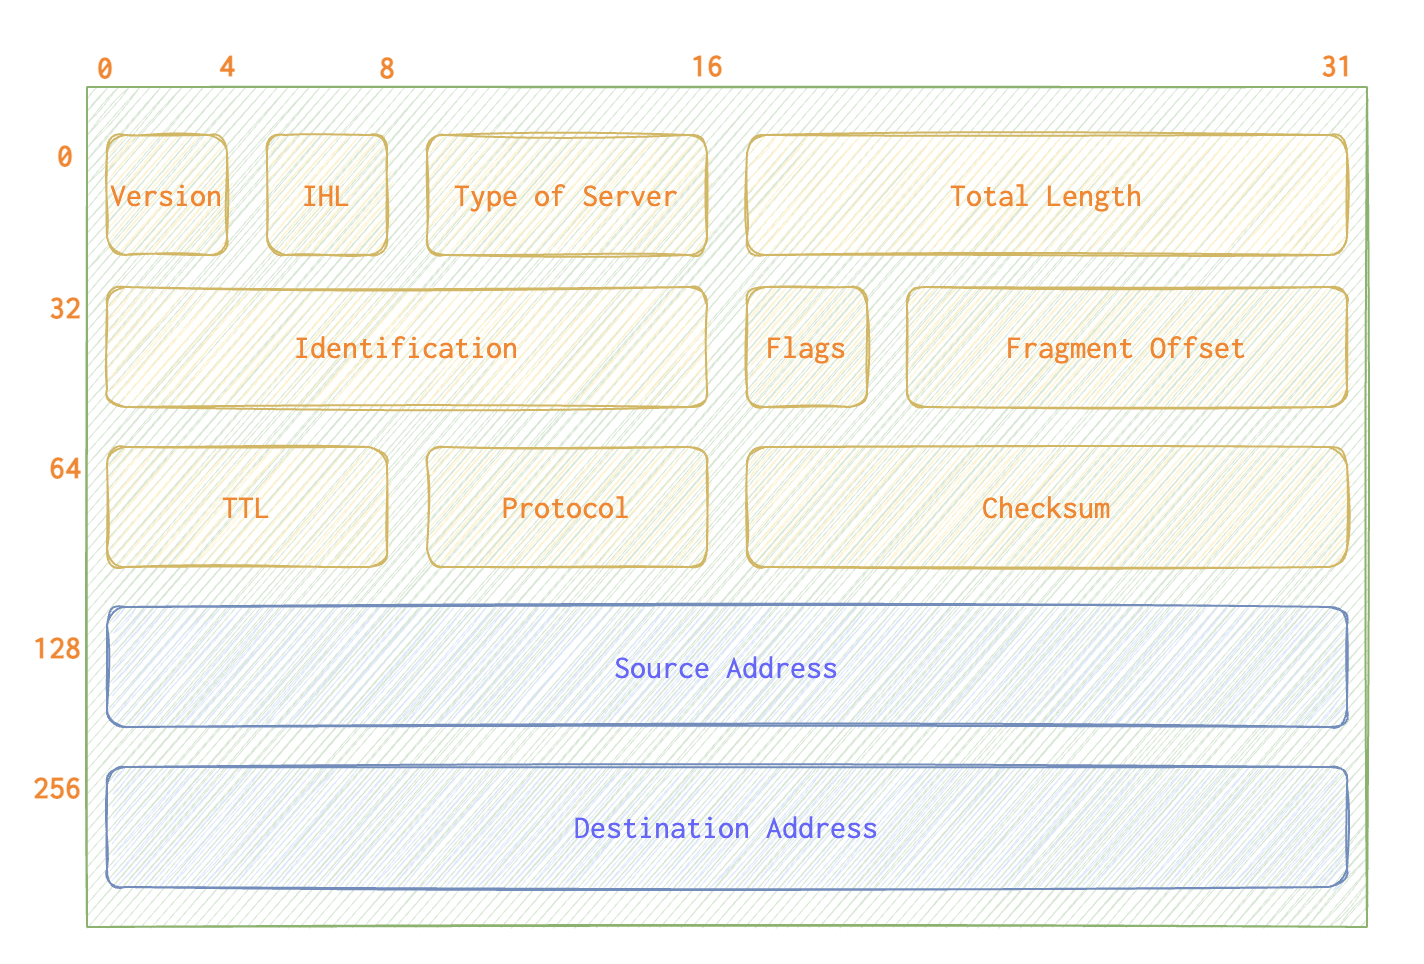 0 4 8 16 31
0
Version IHL Type of Server Total Length
32
Identification Flags Fragment Offset
64
TTL Protocol Checksum
128
Source Address
256
Destination Address